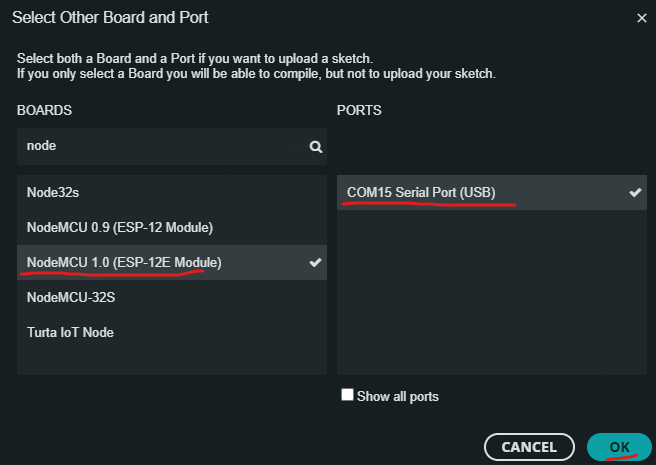 Select Other Board and Port
Select both a Board and a Port if you want to upload a sketch.
If you only select a Board you will be able to compile, but not to upload your sketch.
BOARDS
node
Node32s
NodeMCU 0.9 (ESP-12 Module)
NodeMCU 1.0 (ESP-12E Module)
NodeMCU-32S
Turta IoT Node
PORTS
COM15 Serial Port (USB)
Show all ports
CANCEL
OK